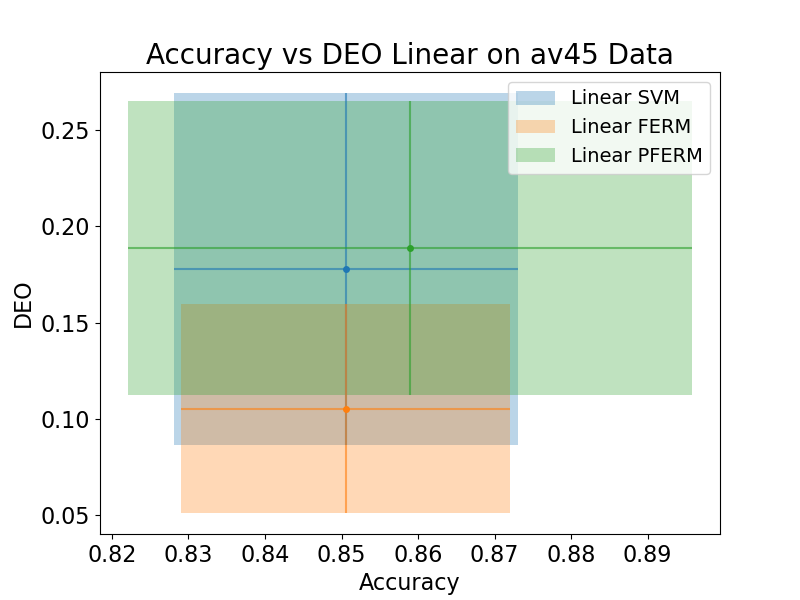 Accuracy vs DEO Linear on av45 Data
Linear SVM
Linear FERM
Linear PFERM
DEO
0.25
0.20
0.15
0.10
0.05
0.82 0.83 0.84 0.85 0.86 0.87 0.88 0.89
Accuracy